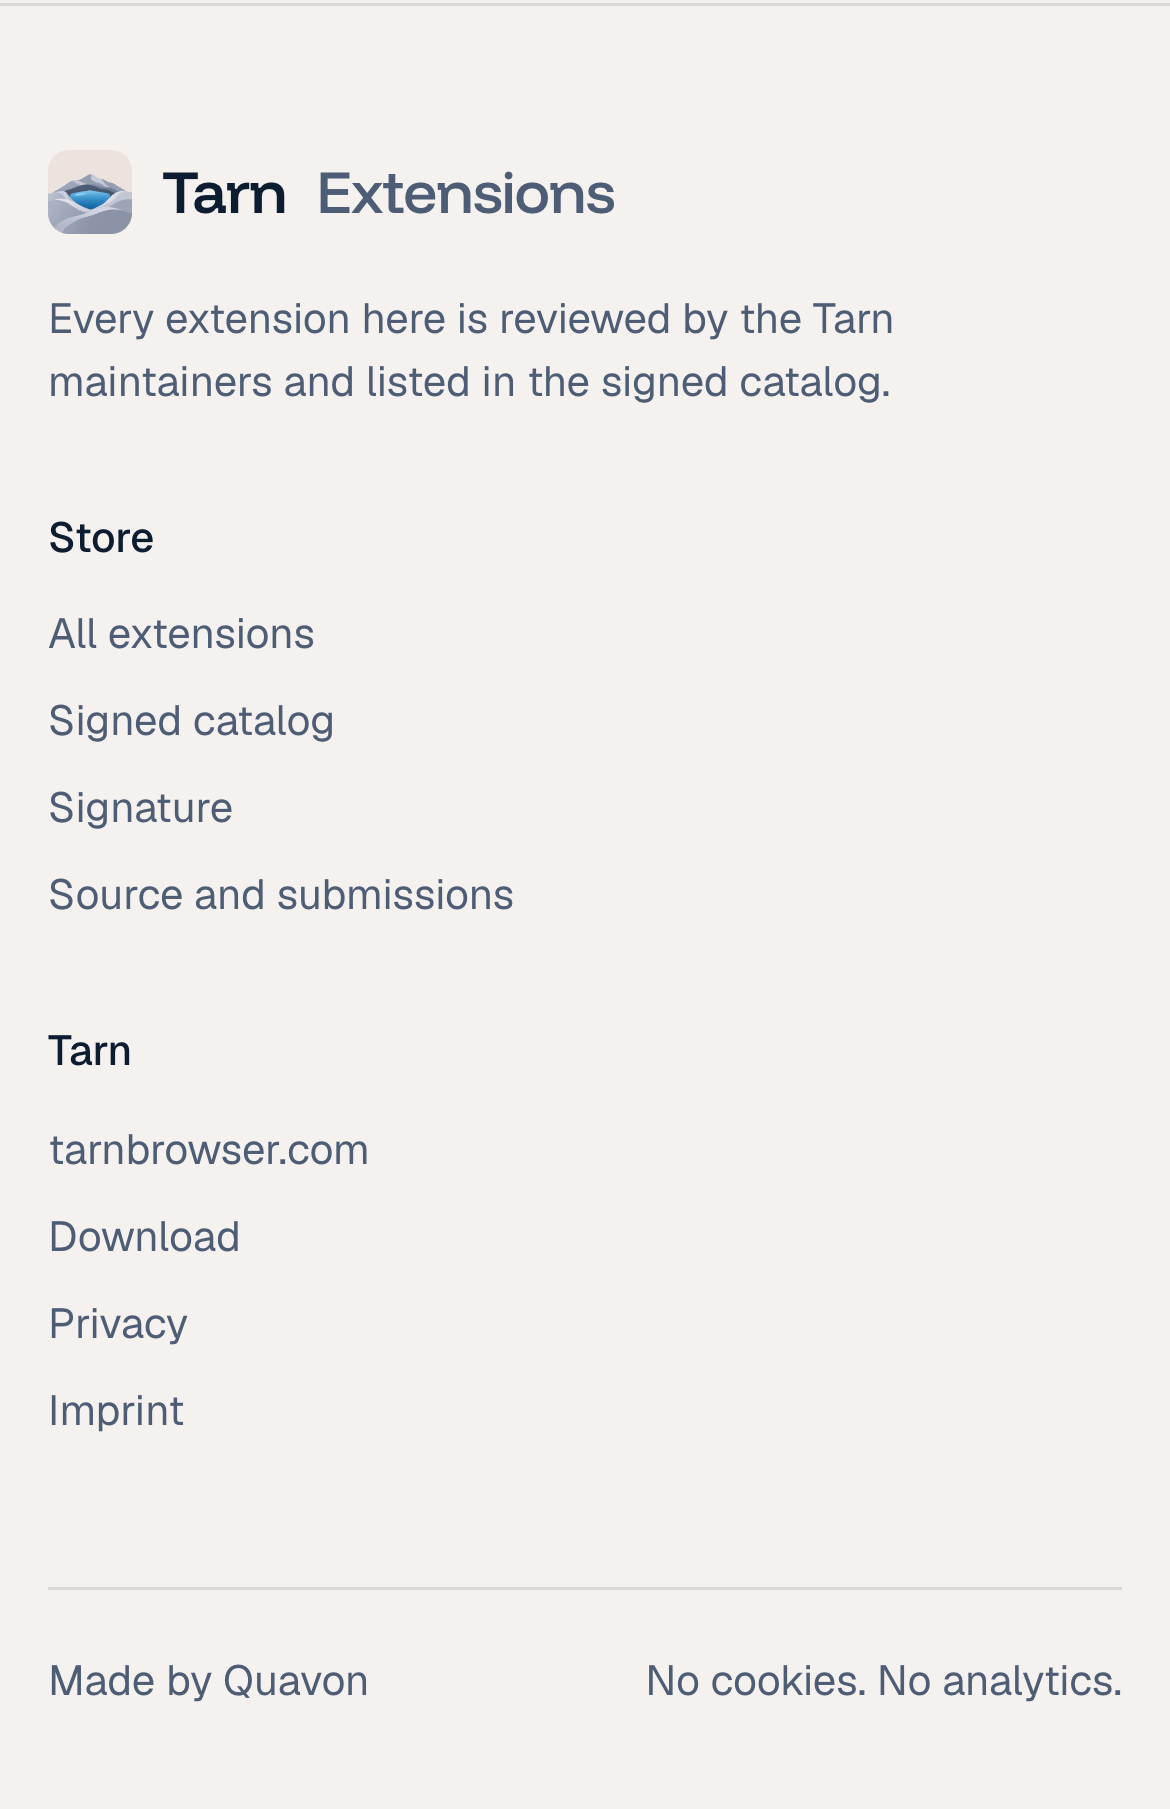 Tarn Extensions
Every extension here is reviewed by the Tarn
maintainers and listed in the signed catalog.
Store
All extensions
Signed catalog
Signature
Source and submissions
Tarn
tarnbrowser.com
Download
Privacy
Imprint
Made by Quavon
No cookies. No analytics.